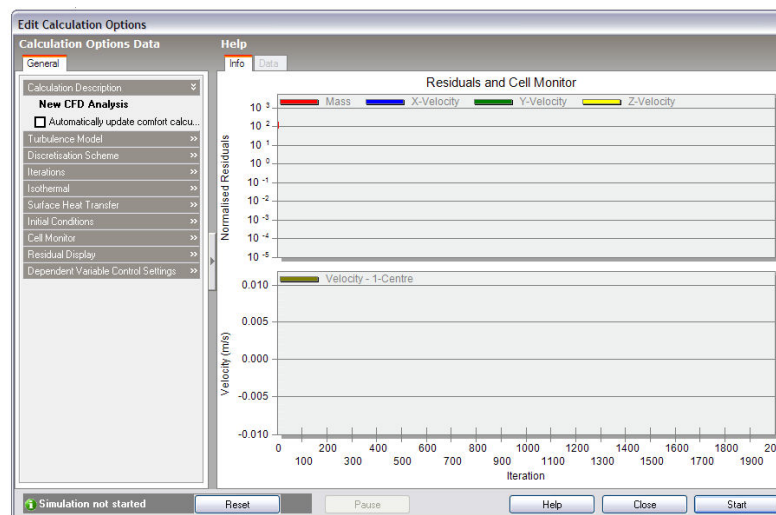 Edit Calculation Options
Calculation Options Data
General
Calculation Description
New CFD Analysis
Automatically update comfort calcu...
Turbulence Model
Discretisation Scheme
Iterations
Isothermal
Surface Heat Transfer
Initial Conditions
Cell Monitor
Residual Display
Dependent Variable Control Settings
Help
Info Data
Residuals and Cell Monitor
Mass X-Velocity Y-Velocity Z-Velocity
Normalised Residuals
10 3
10 2
10 1
10 0
10 -1
10 -2
10 -3
10 -4
10 -5
Velocity - 1-Centre
Velocity (m/s)
0.010
0.005
0.000
-0.005
-0.010
0 200 400 600 800 1000 1200 1400 1600 1800 20
100 300 500 700 900 1100 1300 1500 1700 1900
Iteration
Simulation not started Reset Pause Help Close Start